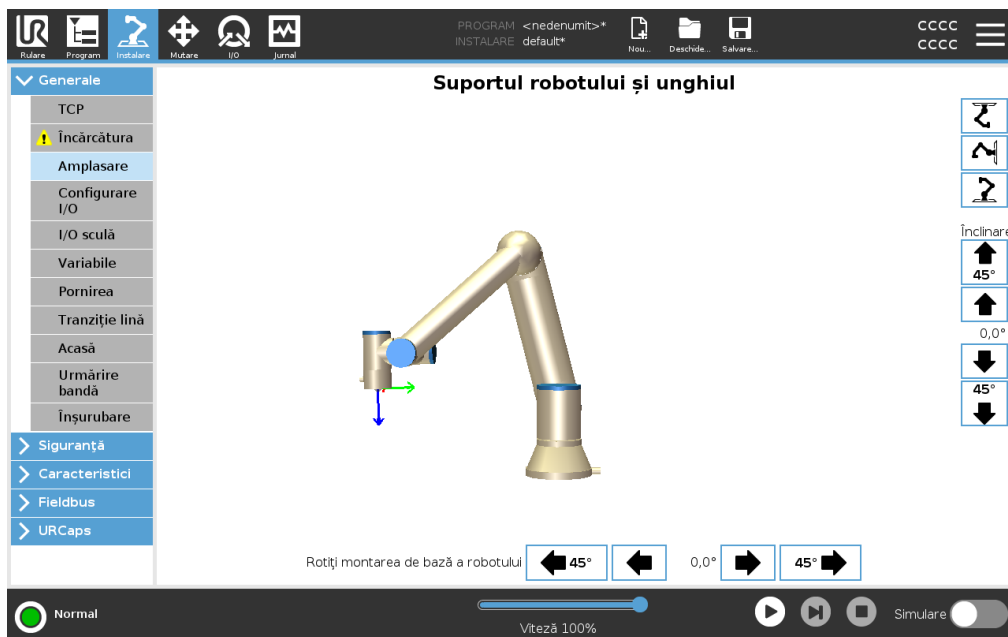 PROGRAM <nedenumit>*
INSTALARE default*
Rulare
Program
Instalare
Mutare
I/O
Jurnal
Nou...
Deschide...
Salvare...
CCCC
CCCC
Generale
TCP
Încărcătura
Amplasare
Configurare
I/O
I/O sculă
Variabile
Pornirea
Tranziție lină
Acasă
Urmărire
bandă
Înșurubare
Siguranță
Caracteristici
Fieldbus
URCaps
Suportul robotului și unghiul
Înclinare
45°
0,0°
45°
Rotiți montarea de bază a robotului 45° 0,0° 45°
Normal
Viteză 100%
Simulare